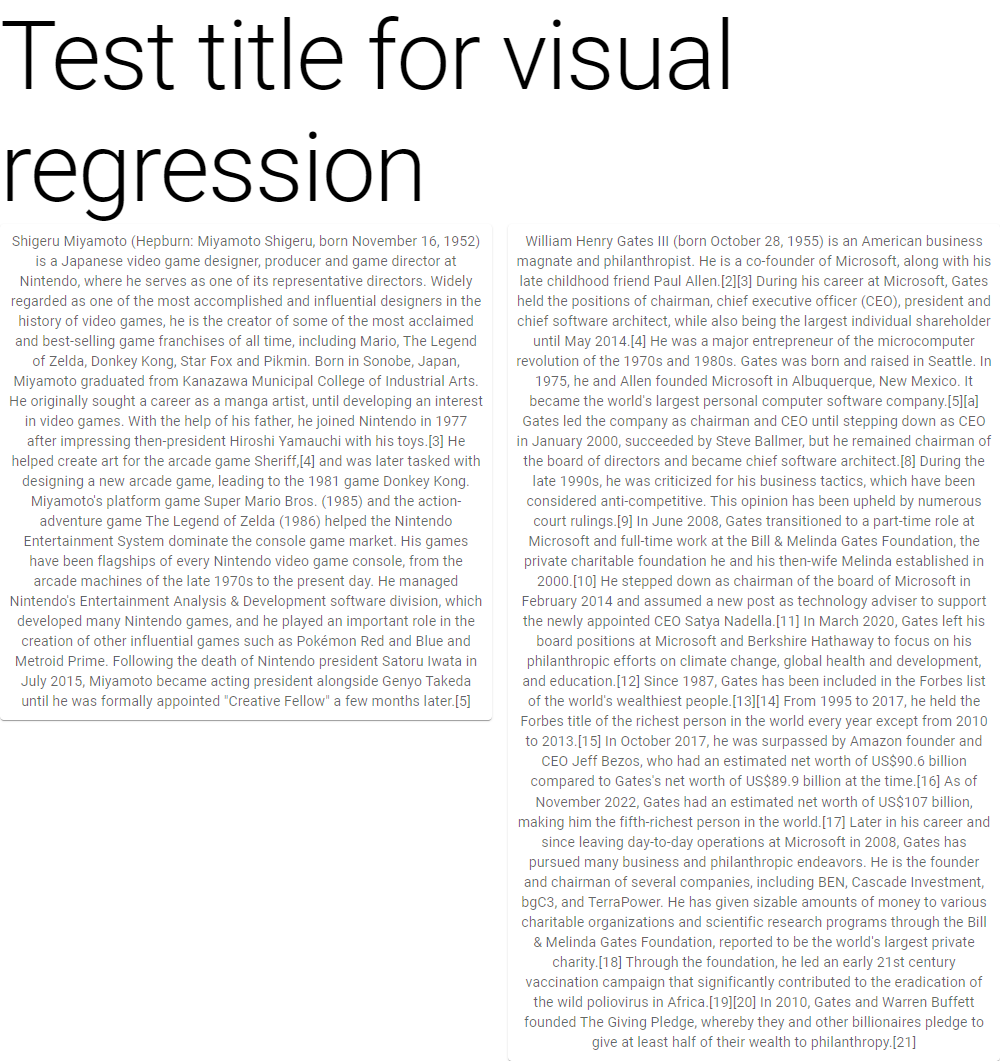 Test title for visual
regression
Shigeru Miyamoto (Hepburn: Miyamoto Shigeru, born November 16, 1952)
is a Japanese video game designer, producer and game director at
Nintendo, where he serves as one of its representative directors. Widely
regarded as one of the most accomplished and influential designers in the
history of video games, he is the creator of some of the most acclaimed
and best-selling game franchises of all time, including Mario, The Legend
of Zelda, Donkey Kong, Star Fox and Pikmin. Born in Sonobe, Japan,
Miyamoto graduated from Kanazawa Municipal College of Industrial Arts.
He originally sought a career as a manga artist, until developing an interest
in video games. With the help of his father, he joined Nintendo in 1977
after impressing then-president Hiroshi Yamauchi with his toys.[3] He
helped create art for the arcade game Sheriff,[4] and was later tasked with
designing a new arcade game, leading to the 1981 game Donkey Kong.
Miyamoto's platform game Super Mario Bros. (1985) and the action-
adventure game The Legend of Zelda (1986) helped the Nintendo
Entertainment System dominate the console game market. His games
have been flagships of every Nintendo video game console, from the
arcade machines of the late 1970s to the present day. He managed
Nintendo's Entertainment Analysis & Development software division, which
developed many Nintendo games, and he played an important role in the
creation of other influential games such as Pokémon Red and Blue and
Metroid Prime. Following the death of Nintendo president Satoru Iwata in
July 2015, Miyamoto became acting president alongside Genyo Takeda
until he was formally appointed "Creative Fellow" a few months later.[5]
William Henry Gates III (born October 28, 1955) is an American business
magnate and philanthropist. He is a co-founder of Microsoft, along with his
late childhood friend Paul Allen.[2][3] During his career at Microsoft, Gates
held the positions of chairman, chief executive officer (CEO), president and
chief software architect, while also being the largest individual shareholder
until May 2014.[4] He was a major entrepreneur of the microcomputer
revolution of the 1970s and 1980s. Gates was born and raised in Seattle. In
1975, he and Allen founded Microsoft in Albuquerque, New Mexico. It
became the world's largest personal computer software company.[5][a]
Gates led the company as chairman and CEO until stepping down as CEO
in January 2000, succeeded by Steve Ballmer, but he remained chairman of
the board of directors and became chief software architect.[8] During the
late 1990s, he was criticized for his business tactics, which have been
considered anti-competitive. This opinion has been upheld by numerous
court rulings.[9] In June 2008, Gates transitioned to a part-time role at
Microsoft and full-time work at the Bill & Melinda Gates Foundation, the
private charitable foundation he and his then-wife Melinda established in
2000.[10] He stepped down as chairman of the board of Microsoft in
February 2014 and assumed a new post as technology adviser to support
the newly appointed CEO Satya Nadella.[11] In March 2020, Gates left his
board positions at Microsoft and Berkshire Hathaway to focus on his
philanthropic efforts on climate change, global health and development,
and education.[12] Since 1987, Gates has been included in the Forbes list
of the world's wealthiest people.[13][14] From 1995 to 2017, he held the
Forbes title of the richest person in the world every year except from 2010
to 2013.[15] In October 2017, he was surpassed by Amazon founder and
CEO Jeff Bezos, who had an estimated net worth of US$90.6 billion
compared to Gates's net worth of US$89.9 billion at the time.[16] As of
November 2022, Gates had an estimated net worth of US$107 billion,
making him the fifth-richest person in the world.[17] Later in his career and
since leaving day-to-day operations at Microsoft in 2008, Gates has
pursued many business and philanthropic endeavors. He is the founder
and chairman of several companies, including BEN, Cascade Investment,
bgC3, and TerraPower. He has given sizable amounts of money to various
charitable organizations and scientific research programs through the Bill
& Melinda Gates Foundation, reported to be the world's largest private
charity.[18] Through the foundation, he led an early 21st century
vaccination campaign that significantly contributed to the eradication of
the wild poliovirus in Africa.[19][20] In 2010, Gates and Warren Buffett
founded The Giving Pledge, whereby they and other billionaires pledge to
give at least half of their wealth to philanthropy.[21]